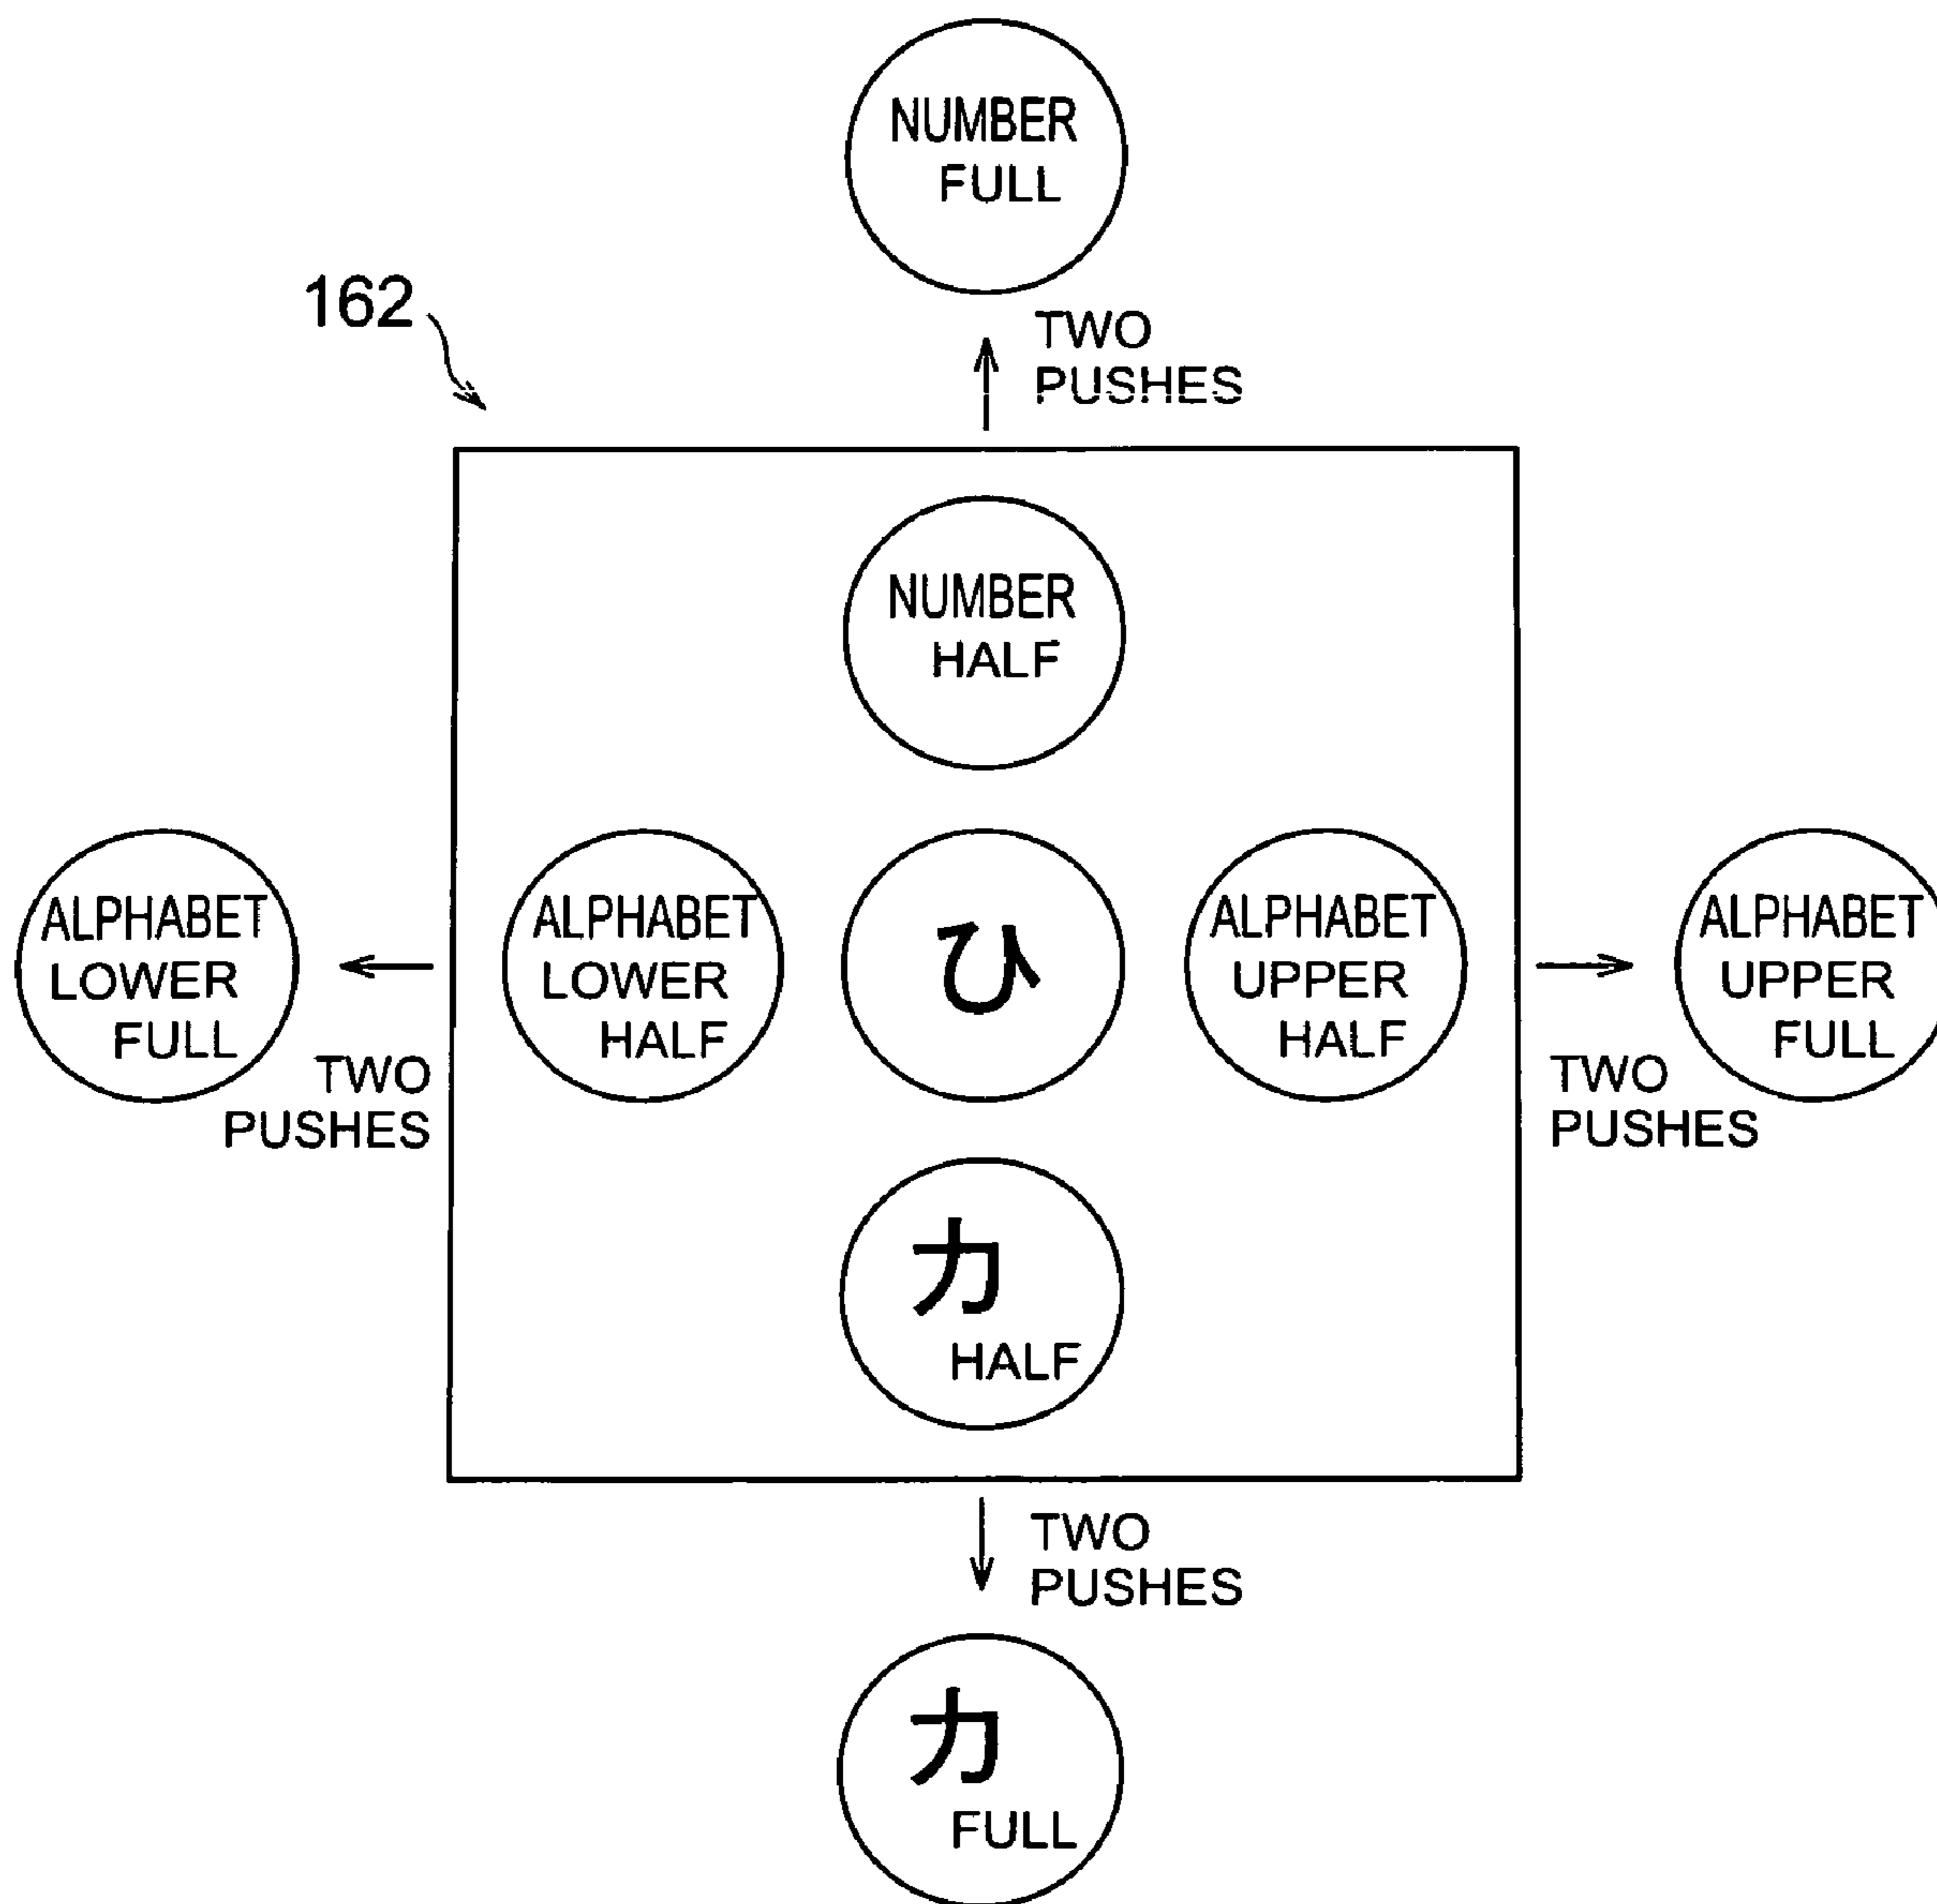 NUMBER
FULL
162
TWO
PUSHES
NUMBER
HALF
ALPHABET
LOWER
FULL
TWO
PUSHES
ALPHABET
LOWER
HALF
ひ
ALPHABET
UPPER
HALF
ALPHABET
UPPER
FULL
TWO
PUSHES
カ
HALF
TWO
PUSHES
カ
FULL